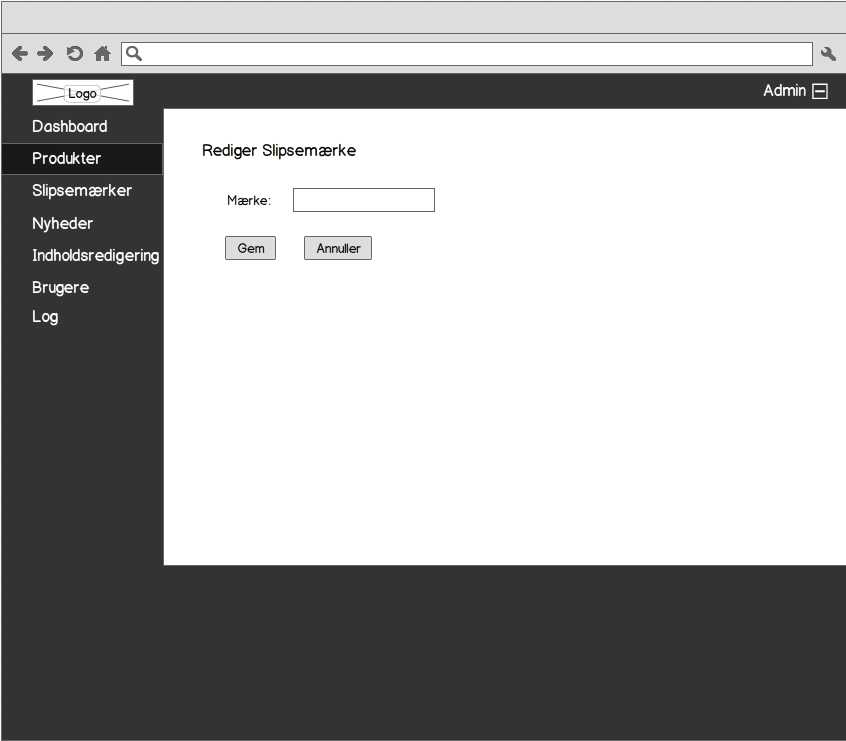 Logo
Admin
Dashboard
Produkter
Slipsemærker
Nyheder
Indholdsredigering
Brugere
Log
Rediger Slipsemærke
Mærke:
Gem Annuller